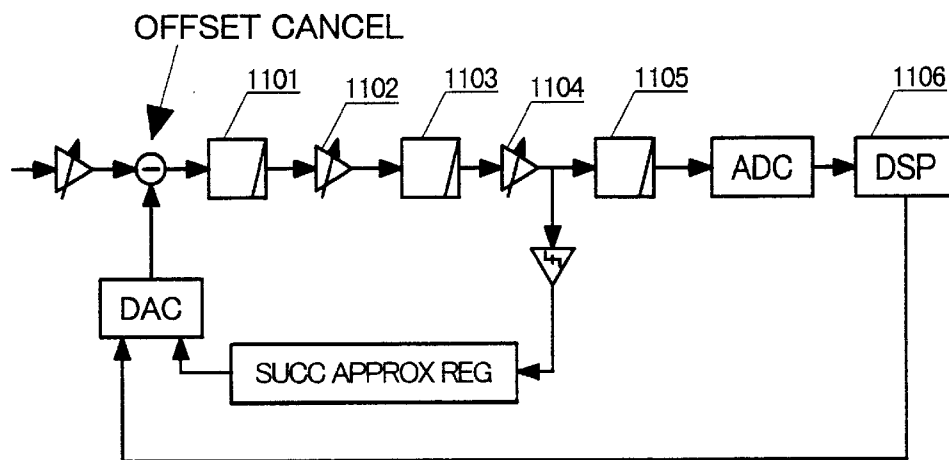 OFFSET CANCEL
1101
1102
1103
1104
1105
1106
ADC
DSP
DAC
SUCC APPROX REG